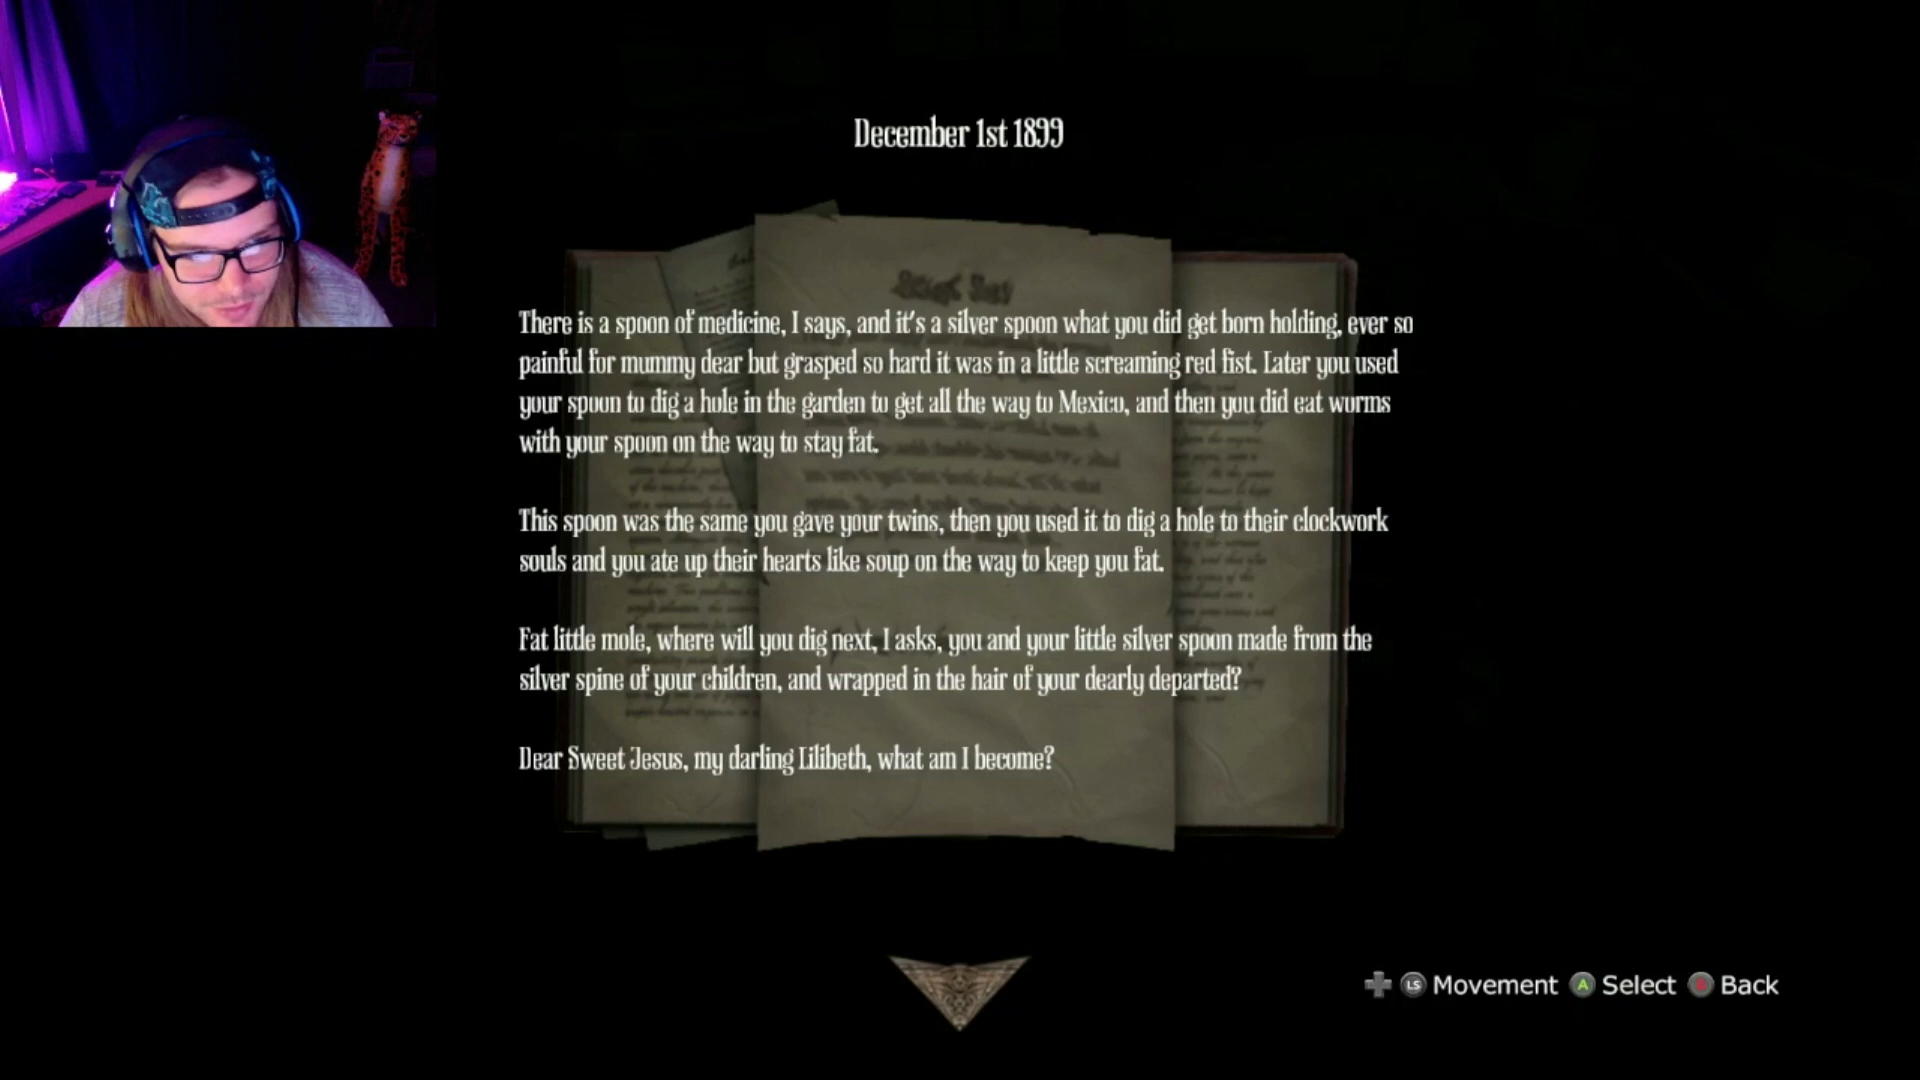 December 1st 1899
There is a spoon of medicine, I says, and it's a silver spoon what you did get born holding, ever so
painful for mummy dear but grasped so hard it was in a little screaming red fist. Later you used
your spoon to dig a hole in the garden to get all the way to Mexico, and then you did eat worms
with your spoon on the way to stay fat.
This spoon was the same you gave your twins, then you used it to dig a hole to their clockwork
souls and you ate up their hearts like soup on the way to keep you fat.
Fat little mole, where will you dig next, I asks, you and your little silver spoon made from the
silver spine of your children, and wrapped in the hair of your dearly departed?
Dear Sweet Jesus, my darling Lilibeth, what am I become?
LS Movement A Select B Back